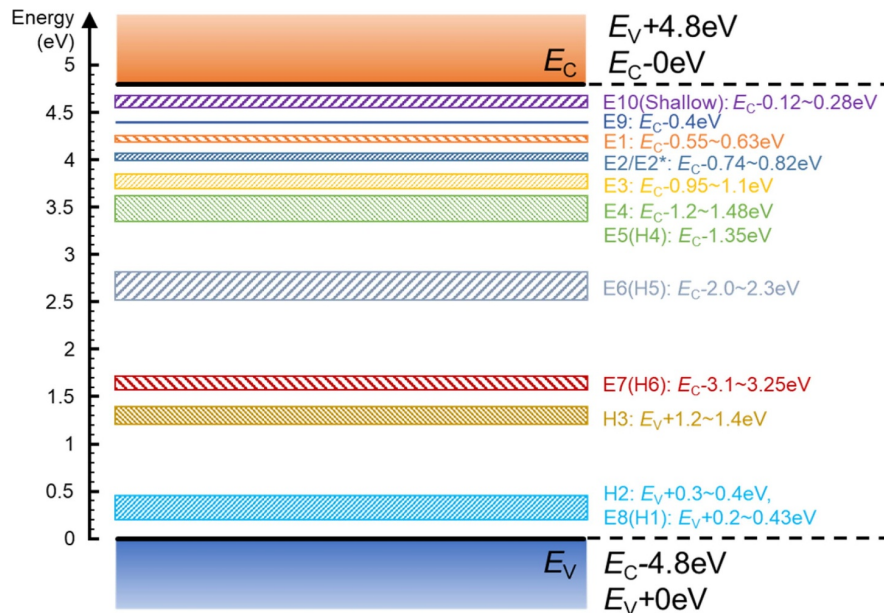 Energy
(eV)
E_V+4.8eV
E_C-0eV
E_C
5
E10(Shallow): E_C-0.12~0.28eV
4.5
E9: E_C-0.4eV
E1: E_C-0.55~0.63eV
4
E2/E2*: E_C-0.74~0.82eV
E3: E_C-0.95~1.1eV
3.5
E4: E_C-1.2~1.48eV
E5(H4): E_C-1.35eV
3
E6(H5): E_C-2.0~2.3eV
2.5
2
E7(H6): E_C-3.1~3.25eV
1.5
H3: E_V+1.2~1.4eV
1
H2: E_V+0.3~0.4eV,
0.5
E8(H1): E_V+0.2~0.43eV
0
E_V
E_C-4.8eV
E_V+0eV